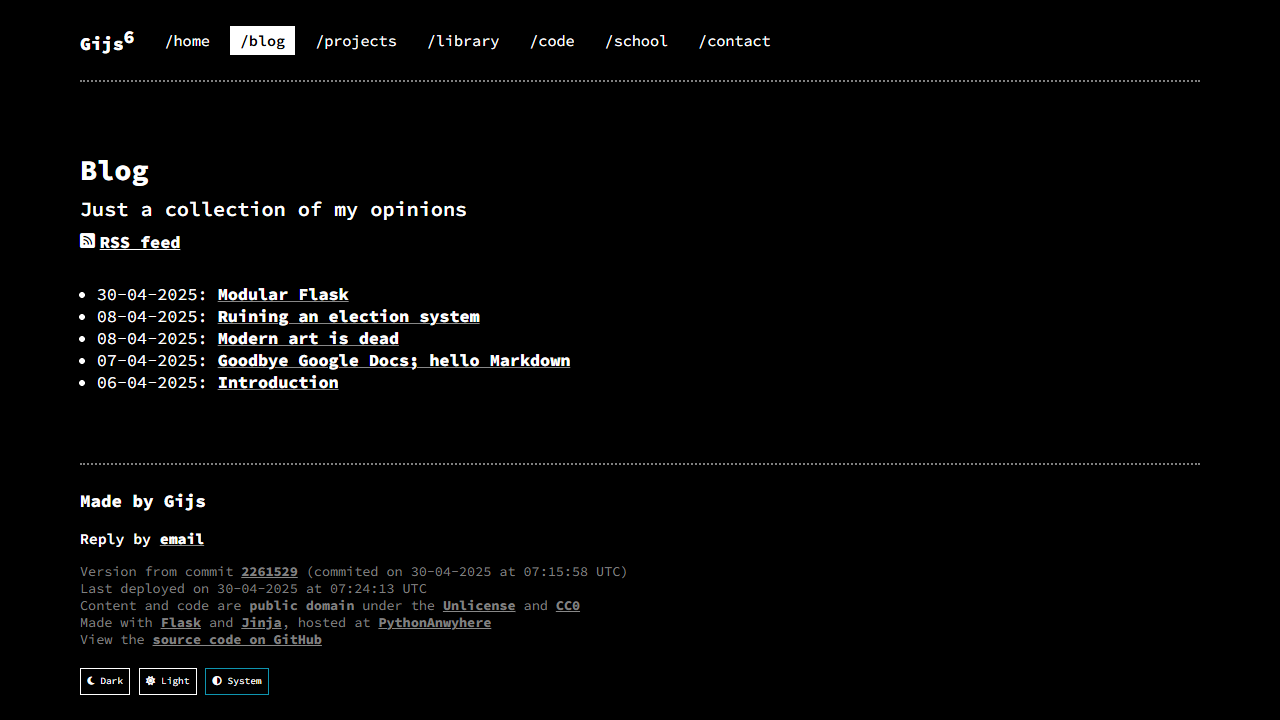 Gijs6 /home /blog /projects /library /code /school /contact
Blog
Just a collection of my opinions
RSS feed
30-04-2025: Modular Flask
08-04-2025: Ruining an election system
08-04-2025: Modern art is dead
07-04-2025: Goodbye Google Docs; hello Markdown
06-04-2025: Introduction
Made by Gijs
Reply by email
Version from commit 2261529 (commited on 30-04-2025 at 07:15:58 UTC)
Last deployed on 30-04-2025 at 07:24:13 UTC
Content and code are public domain under the Unlicense and CC0
Made with Flask and Jinja, hosted at PythonAnwyhere
View the source code on GitHub
Dark Light System